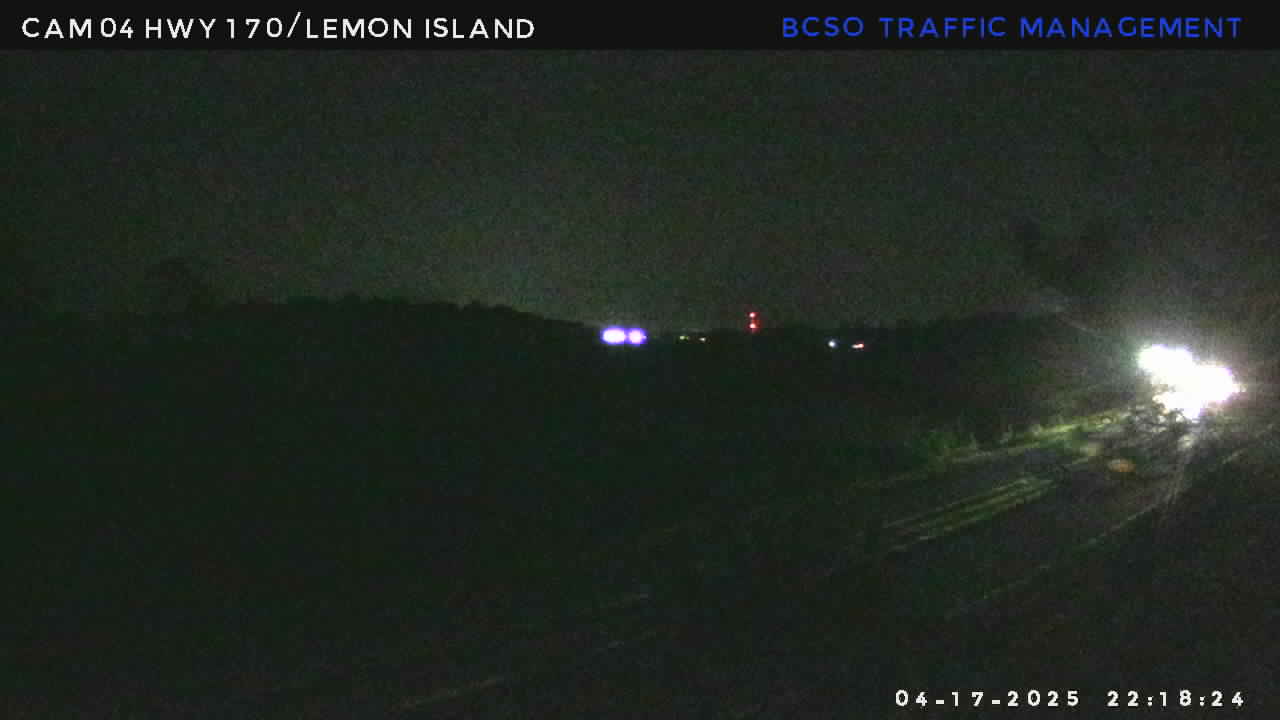 CAM04 HWY 170/LEMON ISLAND
BCSO TRAFFIC MANAGEMENT
04-17-2025 22:18:24